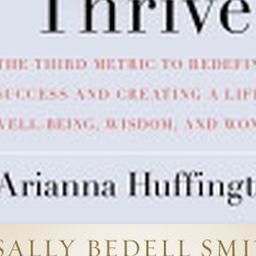 Thrive
THE THIRD METRIC TO REDEFIN
SUCCESS AND CREATING A LIF
WELL-BEING, WISDOM, AND WON
Arianna Huffingt
SALLY BEDELL SMI